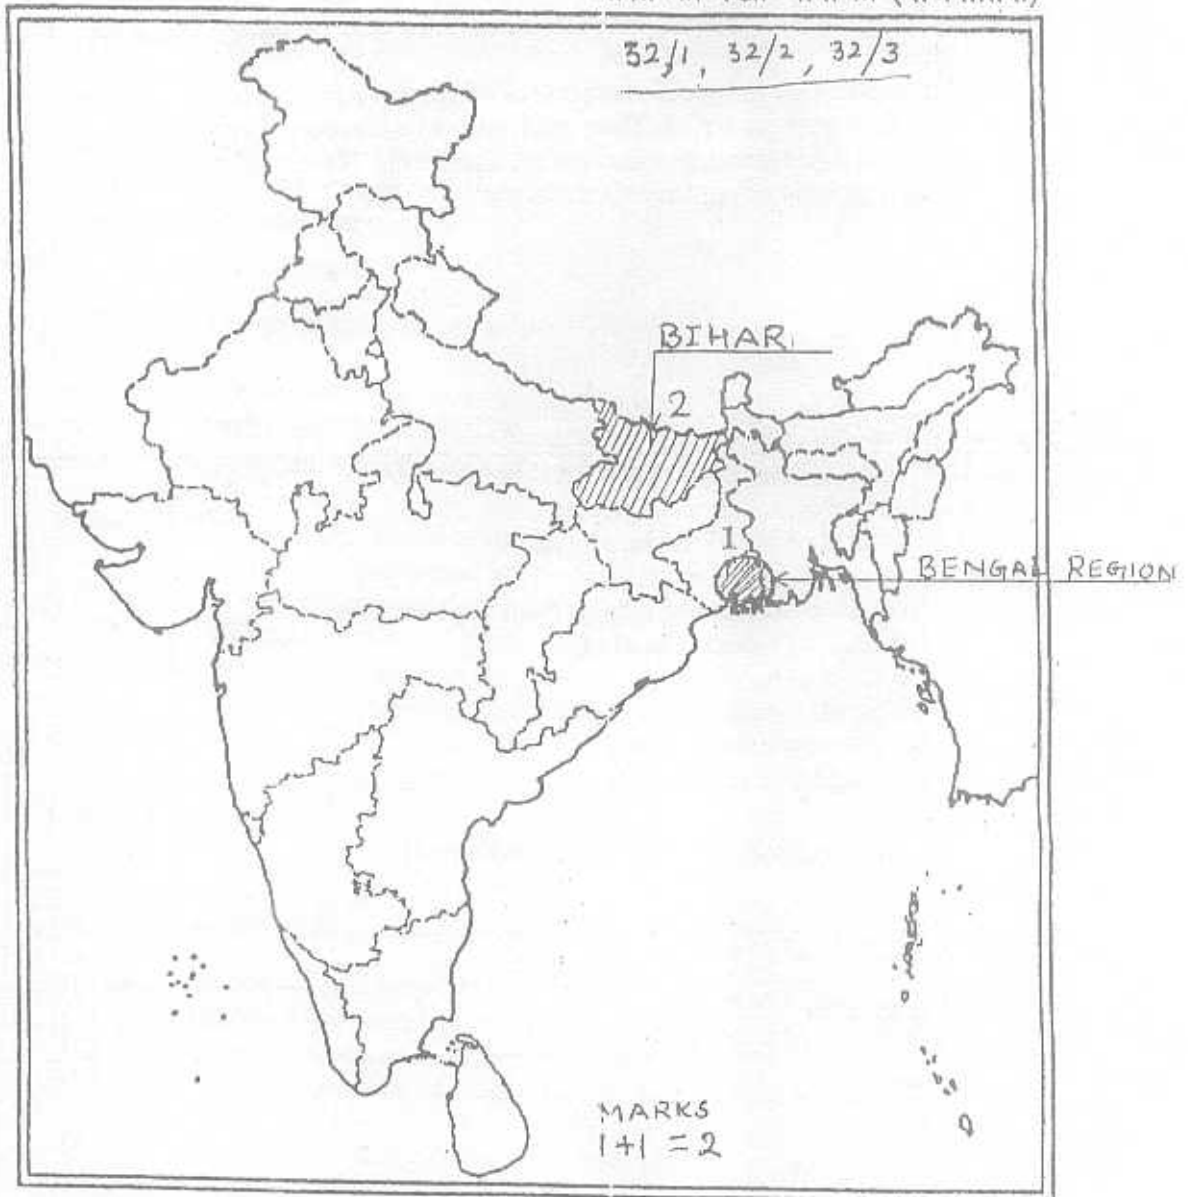 32/1, 32/2, 32/3
BIHAR
2
1
BENGAL REGION
MARKS
1+1 = 2